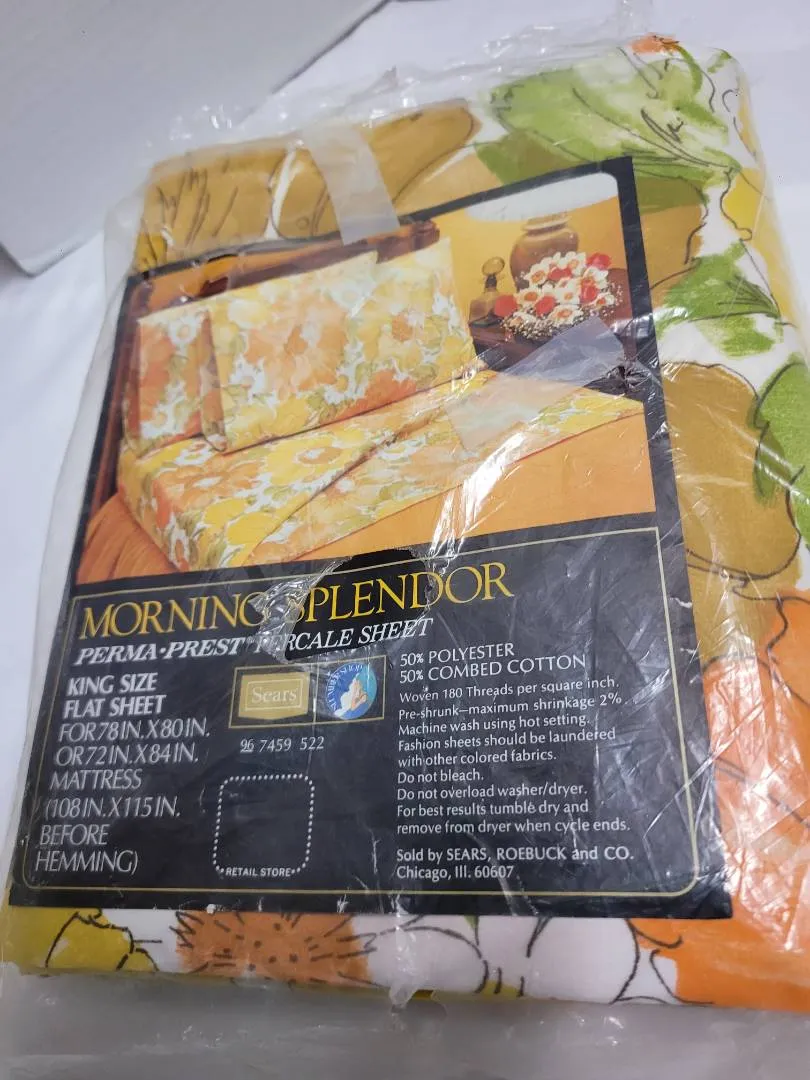 MORNING SPLENDOR
PERMA•PREST® PERCALE SHEET
KING SIZE
FLAT SHEET
FOR 78 IN. X 80 IN.
OR 72 IN. X 84 IN.
MATTRESS
(108 IN. X 115 IN.
BEFORE
HEMMING)
Sears
96 7459 522
RETAIL STORE
50% POLYESTER
50% COMBED COTTON
Woven 180 Threads per square inch.
Pre-shrunk—maximum shrinkage 2%.
Machine wash using hot setting.
Fashion sheets should be laundered
with other colored fabrics.
Do not bleach.
Do not overload washer/dryer.
For best results tumble dry and
remove from dryer when cycle ends.
Sold by SEARS, ROEBUCK and CO.
Chicago, Ill. 60607